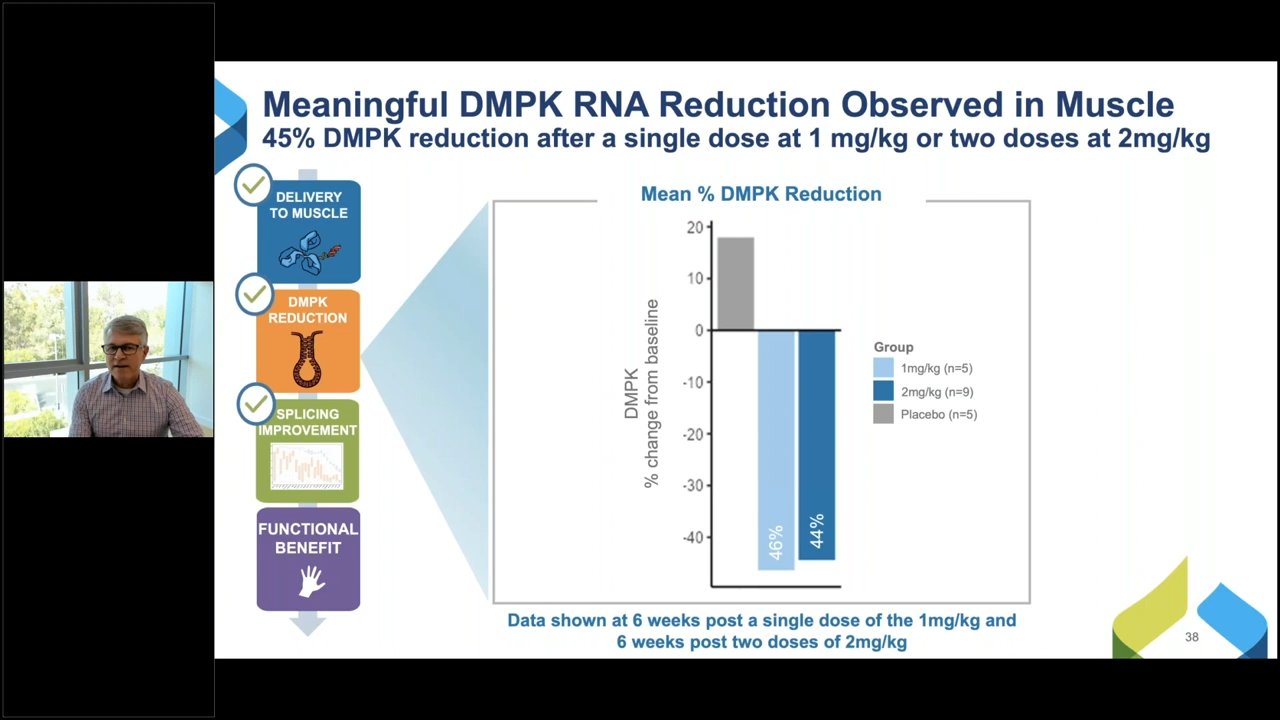 Meaningful DMPK RNA Reduction Observed in Muscle
45% DMPK reduction after a single dose at 1 mg/kg or two doses at 2mg/kg
DELIVERY
TO MUSCLE
DMPK
REDUCTION
SPLICING
IMPROVEMENT
FUNCTIONAL
BENEFIT
Mean % DMPK Reduction
DMPK
% change from baseline
20
10
0
-10
-20
-30
-40
46%
44%
Group
1mg/kg (n=5)
2mg/kg (n=9)
Placebo (n=5)
Data shown at 6 weeks post a single dose of the 1mg/kg and
6 weeks post two doses of 2mg/kg
38